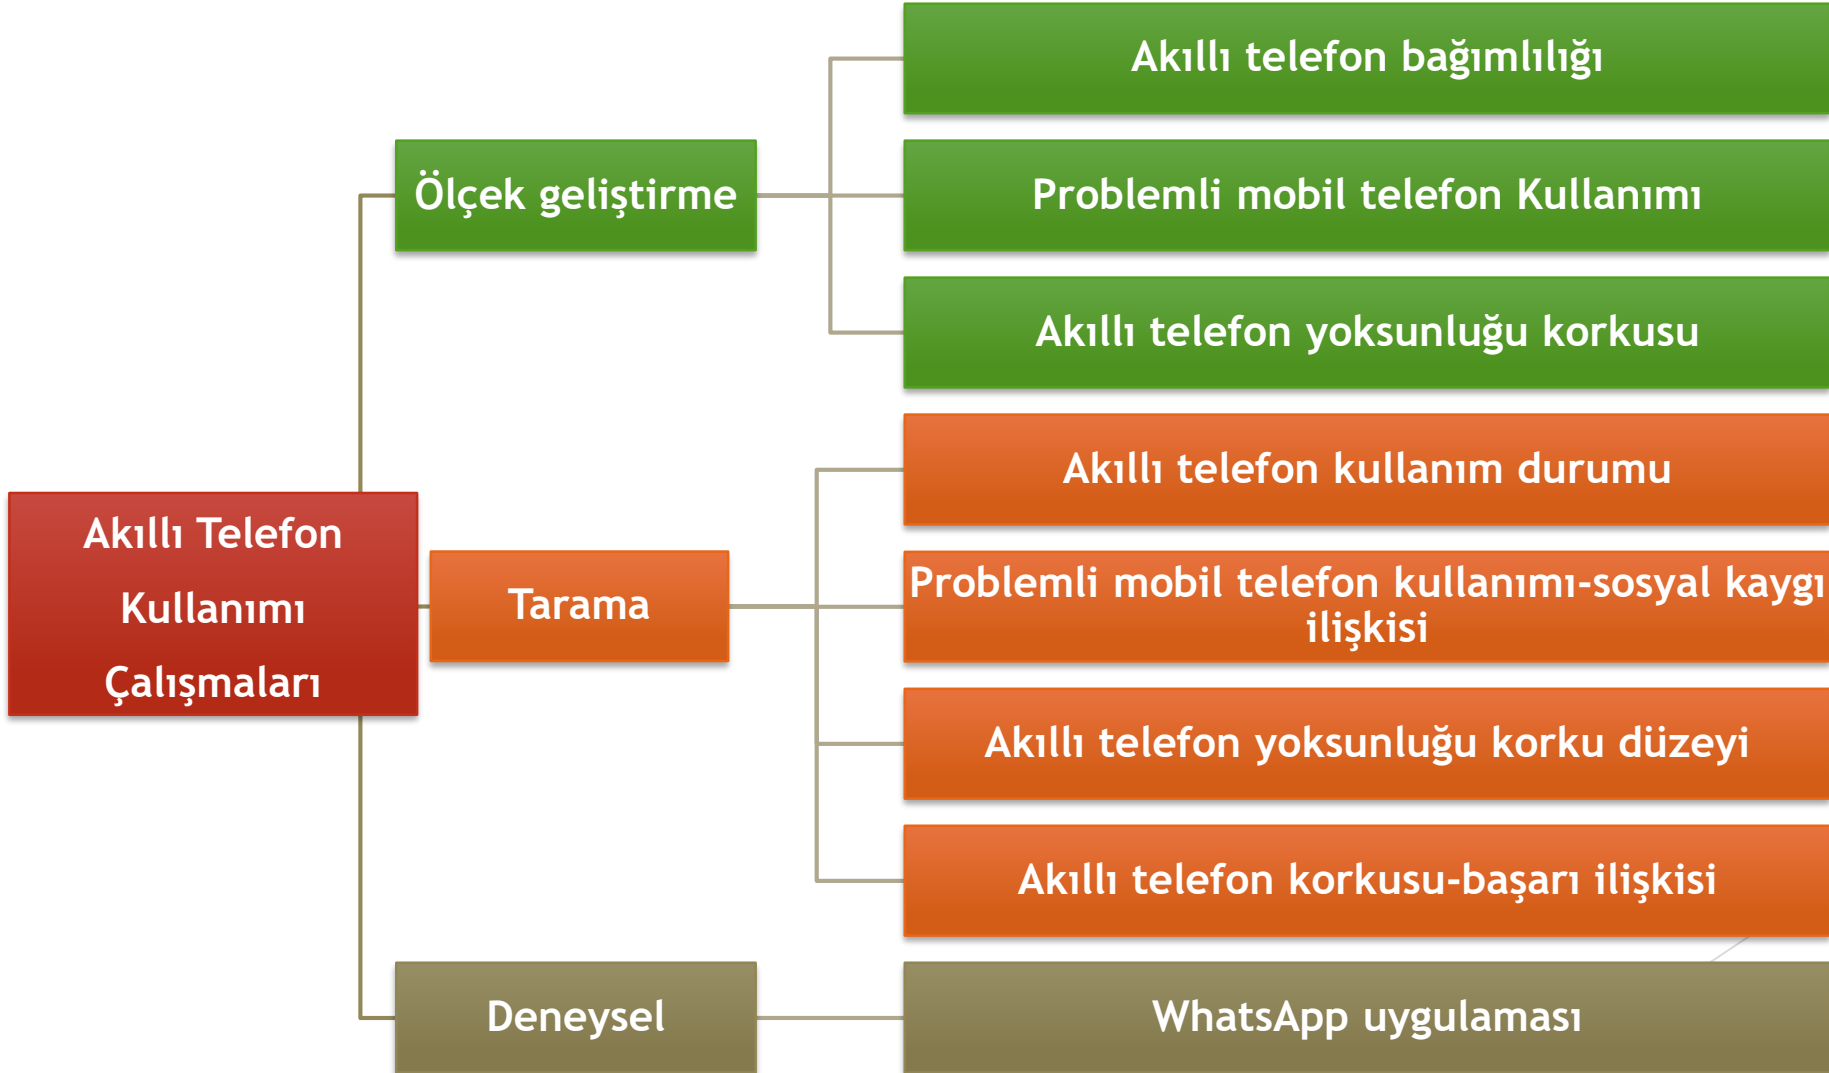 Akıllı Telefon
Kullanımı
Çalışmaları
Ölçek geliştirme
Akıllı telefon bağımlılığı
Problemli mobil telefon Kullanımı
Akıllı telefon yoksunluğu korkusu
Tarama
Akıllı telefon kullanım durumu
Problemli mobil telefon kullanımı-sosyal kaygı
ilişkisi
Akıllı telefon yoksunluğu korku düzeyi
Akıllı telefon korkusu-başarı ilişkisi
Deneysel
WhatsApp uygulaması